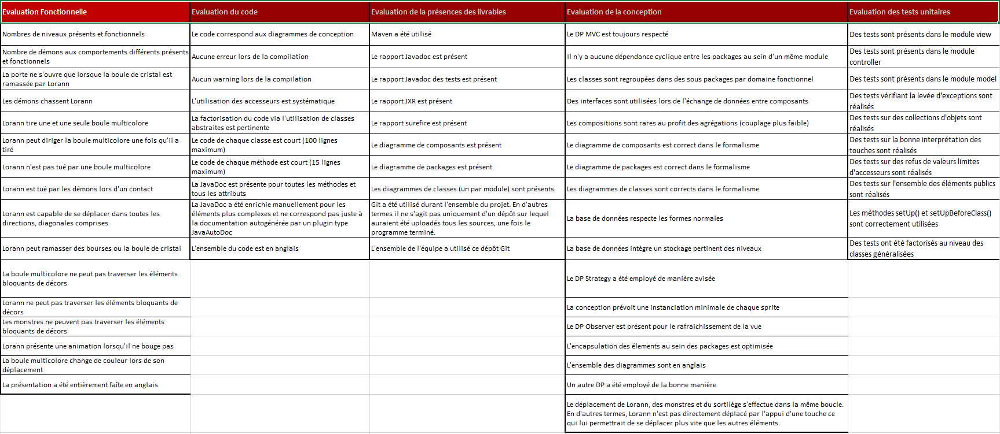 Evaluation Fonctionnelle
Evaluation du code
Evaluation de la présences des livrables
Evaluation de la conception
Evaluation des tests unitaires
Nombres de niveaux présents et fonctionnels
Le code correspond aux diagrammes de conception
Maven a été utilisé
Le DP MVC est toujours respecté
Des tests sont présents dans le module view
Nombre de démons aux comportements différents présents
et fonctionnels
Aucune erreur lors de la compilation
Le rapport Javadoc est présent
Il n'y a aucune dépendance cyclique entre les packages au sein d'un même module
Des tests sont présents dans le module
controller
La porte ne s'ouvre que lorsque la boule de cristal est
ramassée par Lorann
Aucun warning lors de la compilation
Le rapport Javadoc des tests est présent
Les classes sont regroupées dans des sous packages par domaine fonctionnel
Des tests sont présents dans le module model
Les démons chassent Lorann
L'utilisation des accesseurs est systématique
Le rapport JXR est présent
Des interfaces sont utilisées lors de l'échange de données entre composants
Des tests vérifiant la levée d'exceptions sont
réalisés
Lorann tire une et une seule boule multicolore
La factorisation du code via l'utilisation de classes
abstraites est pertinente
Le rapport surefire est présent
Les compositions sont rares au profit des agrégations (couplage plus faible)
Des tests sur des collections d'objets sont
réalisés
Lorann peut diriger la boule multicolore une fois qu'il a
tiré
Le code de chaque classe est court (100 lignes
maximum)
Le diagramme de composants est présent
Le diagramme de composants est correct dans le formalisme
Des tests sur la bonne interprétation des
touches sont réalisés
Lorann n'est pas tué par une boule multicolore
Le code de chaque méthode est court (15 lignes
maximum)
Le diagramme de packages est présent
Le diagramme de packages est correct dans le formalisme
Des tests sur des refus de valeurs limites
d'accesseurs sont réalisés
Lorann est tué par les démons lors d'un contact
La JavaDoc est présente pour toutes les méthodes et
tous les attributs
Les diagrammes de classes (un par module) sont présents
Les diagrammes de classes sont corrects dans le formalisme
Des tests sur l'ensemble des éléments publics
sont réalisés
Lorann est capable de se déplacer dans toutes les
directions, diagonales comprises
La JavaDoc a été enrichie manuellement pour les
éléments plus complexes et ne correspond pas juste à
la documentation autogénérée par un plugin type
JavaAutoDoc
Git a été utilisé durant l'ensemble du projet. En d'autres
termes il ne s'agit pas uniquement d'un dépôt sur lequel
auraient été uploadés tous les sources, une fois le
programme terminé.
La base de données respecte les formes normales
Les méthodes setUp() et setUpBeforeClass()
sont correctement utilisées
Lorann peut ramasser des bourses ou la boule de cristal
L'ensemble du code est en anglais
L'ensemble de l'équipe a utilisé ce dépôt Git
La base de données intègre un stockage pertinent des niveaux
Des tests ont été factorisés au niveau des
classes généralisées
La boule multicolore ne peut pas traverser les éléments
bloquants de décors
Le DP Strategy a été employé de manière avisée
Lorann ne peut pas traverser les éléments bloquants de
décors
La conception prévoit une instanciation minimale de chaque sprite
Les monstres ne peuvent pas traverser les éléments
bloquants de décors
Le DP Observer est présent pour le rafraichissement de la vue
Lorann présente une animation lorsqu'il ne bouge pas
L'encapsulation des élements au sein des packages est optimisée
La boule multicolore change de couleur lors de son
déplacement
L'ensemble des diagrammes sont en anglais
La présentation a été entièrement faîte en anglais
Un autre DP a été employé de la bonne manière
Le déplacement de Lorann, des monstres et du sortilège s'effectue dans la même boucle.
En d'autres termes, Lorann n'est pas directement déplacé par l'appui d'une touche ce
qui lui permettrait de se déplacer plus vite que les autres éléments.